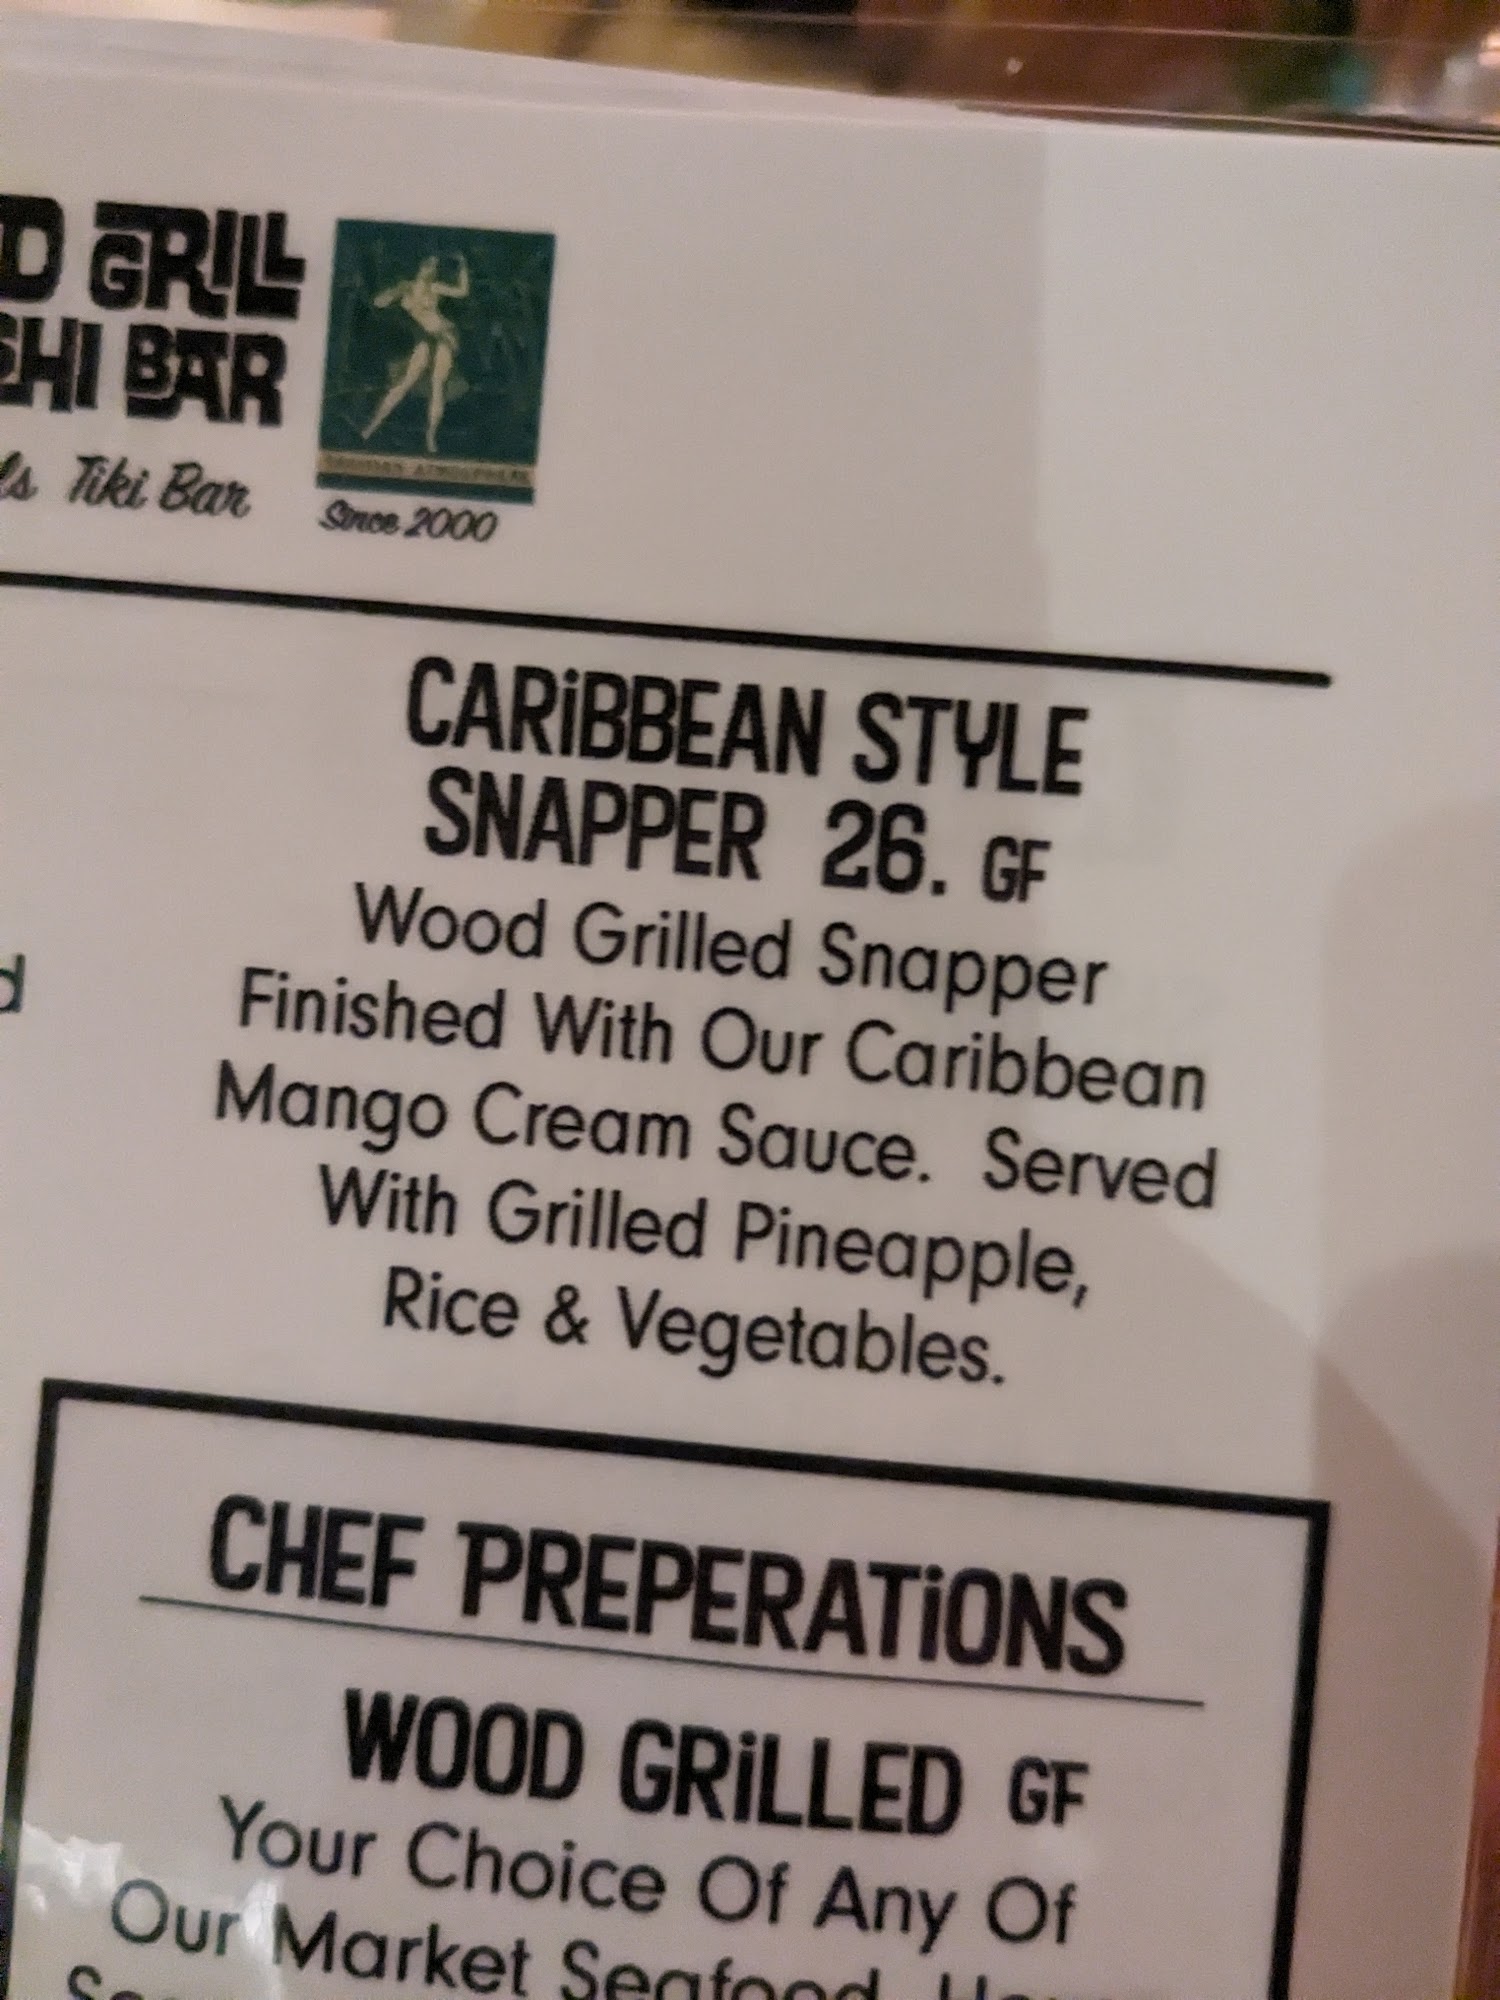 GRILL
BAR
Tiki Bar
Since 2000
CARiBBEAN STYLE
SNAPPER 26. GF
Wood Grilled Snapper
Finished With Our Caribbean
Mango Cream Sauce. Served
With Grilled Pineapple,
Rice & Vegetables.
CHEF PREPERATiONS
WOOD GRiLLED GF
Your Choice Of Any Of
Our Market Seafood